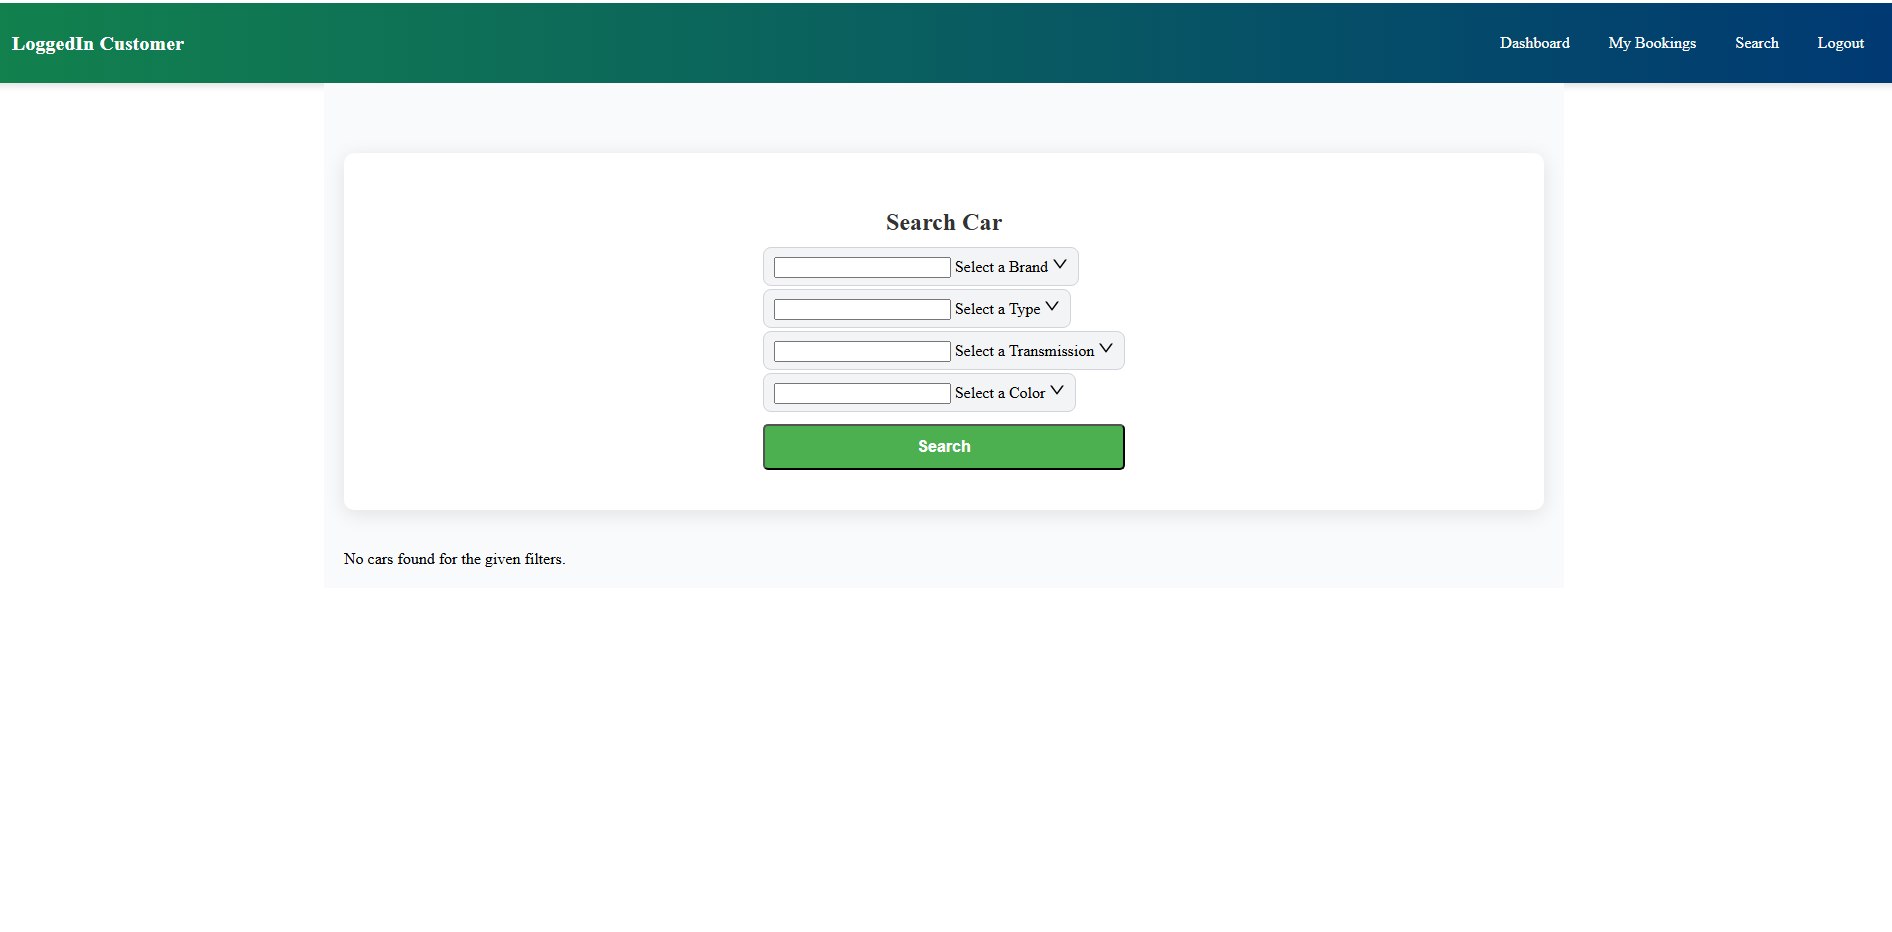 LoggedIn Customer
Dashboard My Bookings Search Logout
Search Car
Select a Brand
Select a Type
Select a Transmission
Select a Color
Search
No cars found for the given filters.